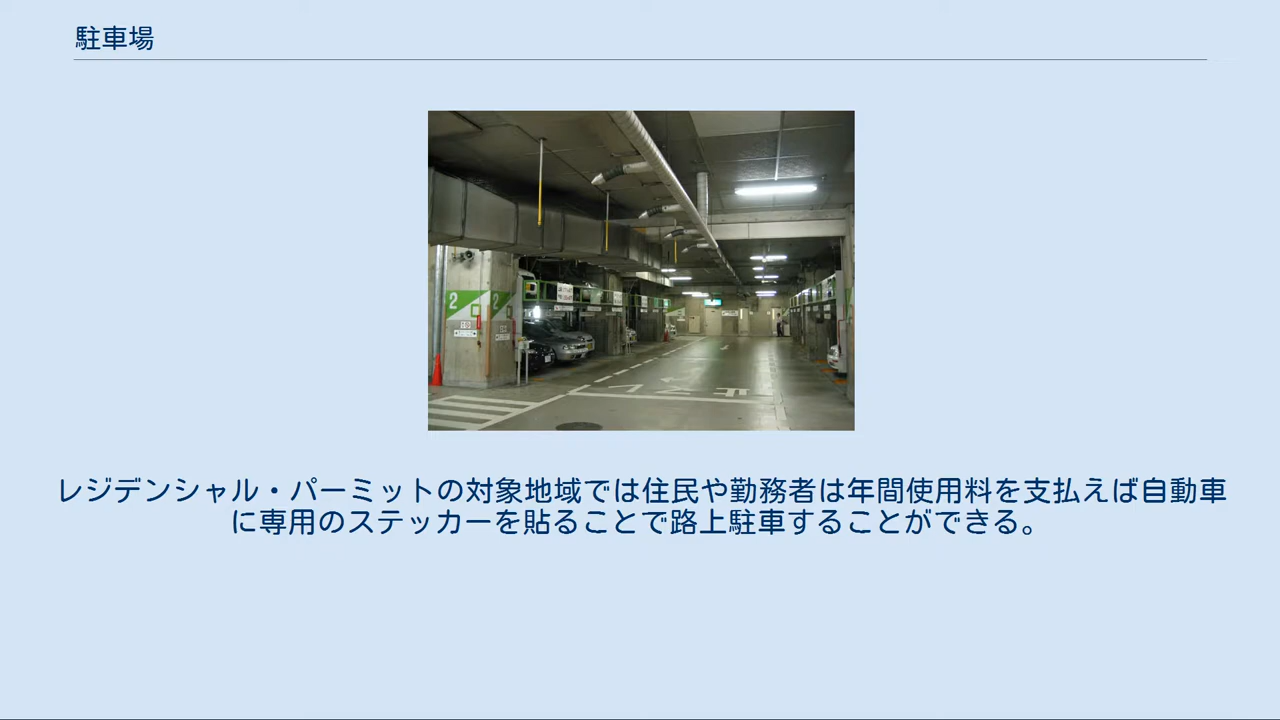 駐車場
2
2
レジデンシャル・パーミットの対象地域では住民や勤務者は年間使用料を支払えば自動車
に専用のステッカーを貼ることで路上駐車することができる。